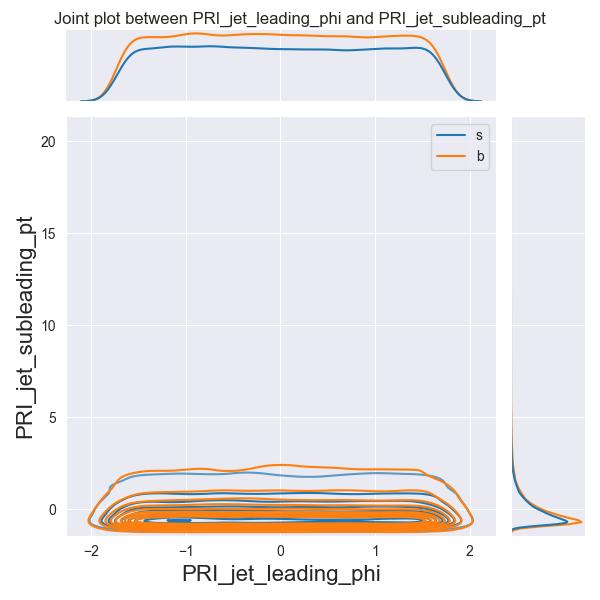 Joint plot between PRI_jet_leading_phi and PRI_jet_subleading_pt
s
b
20
15
10
5
0
PRI_jet_subleading_pt
−2 −1 0 1 2
PRI_jet_leading_phi